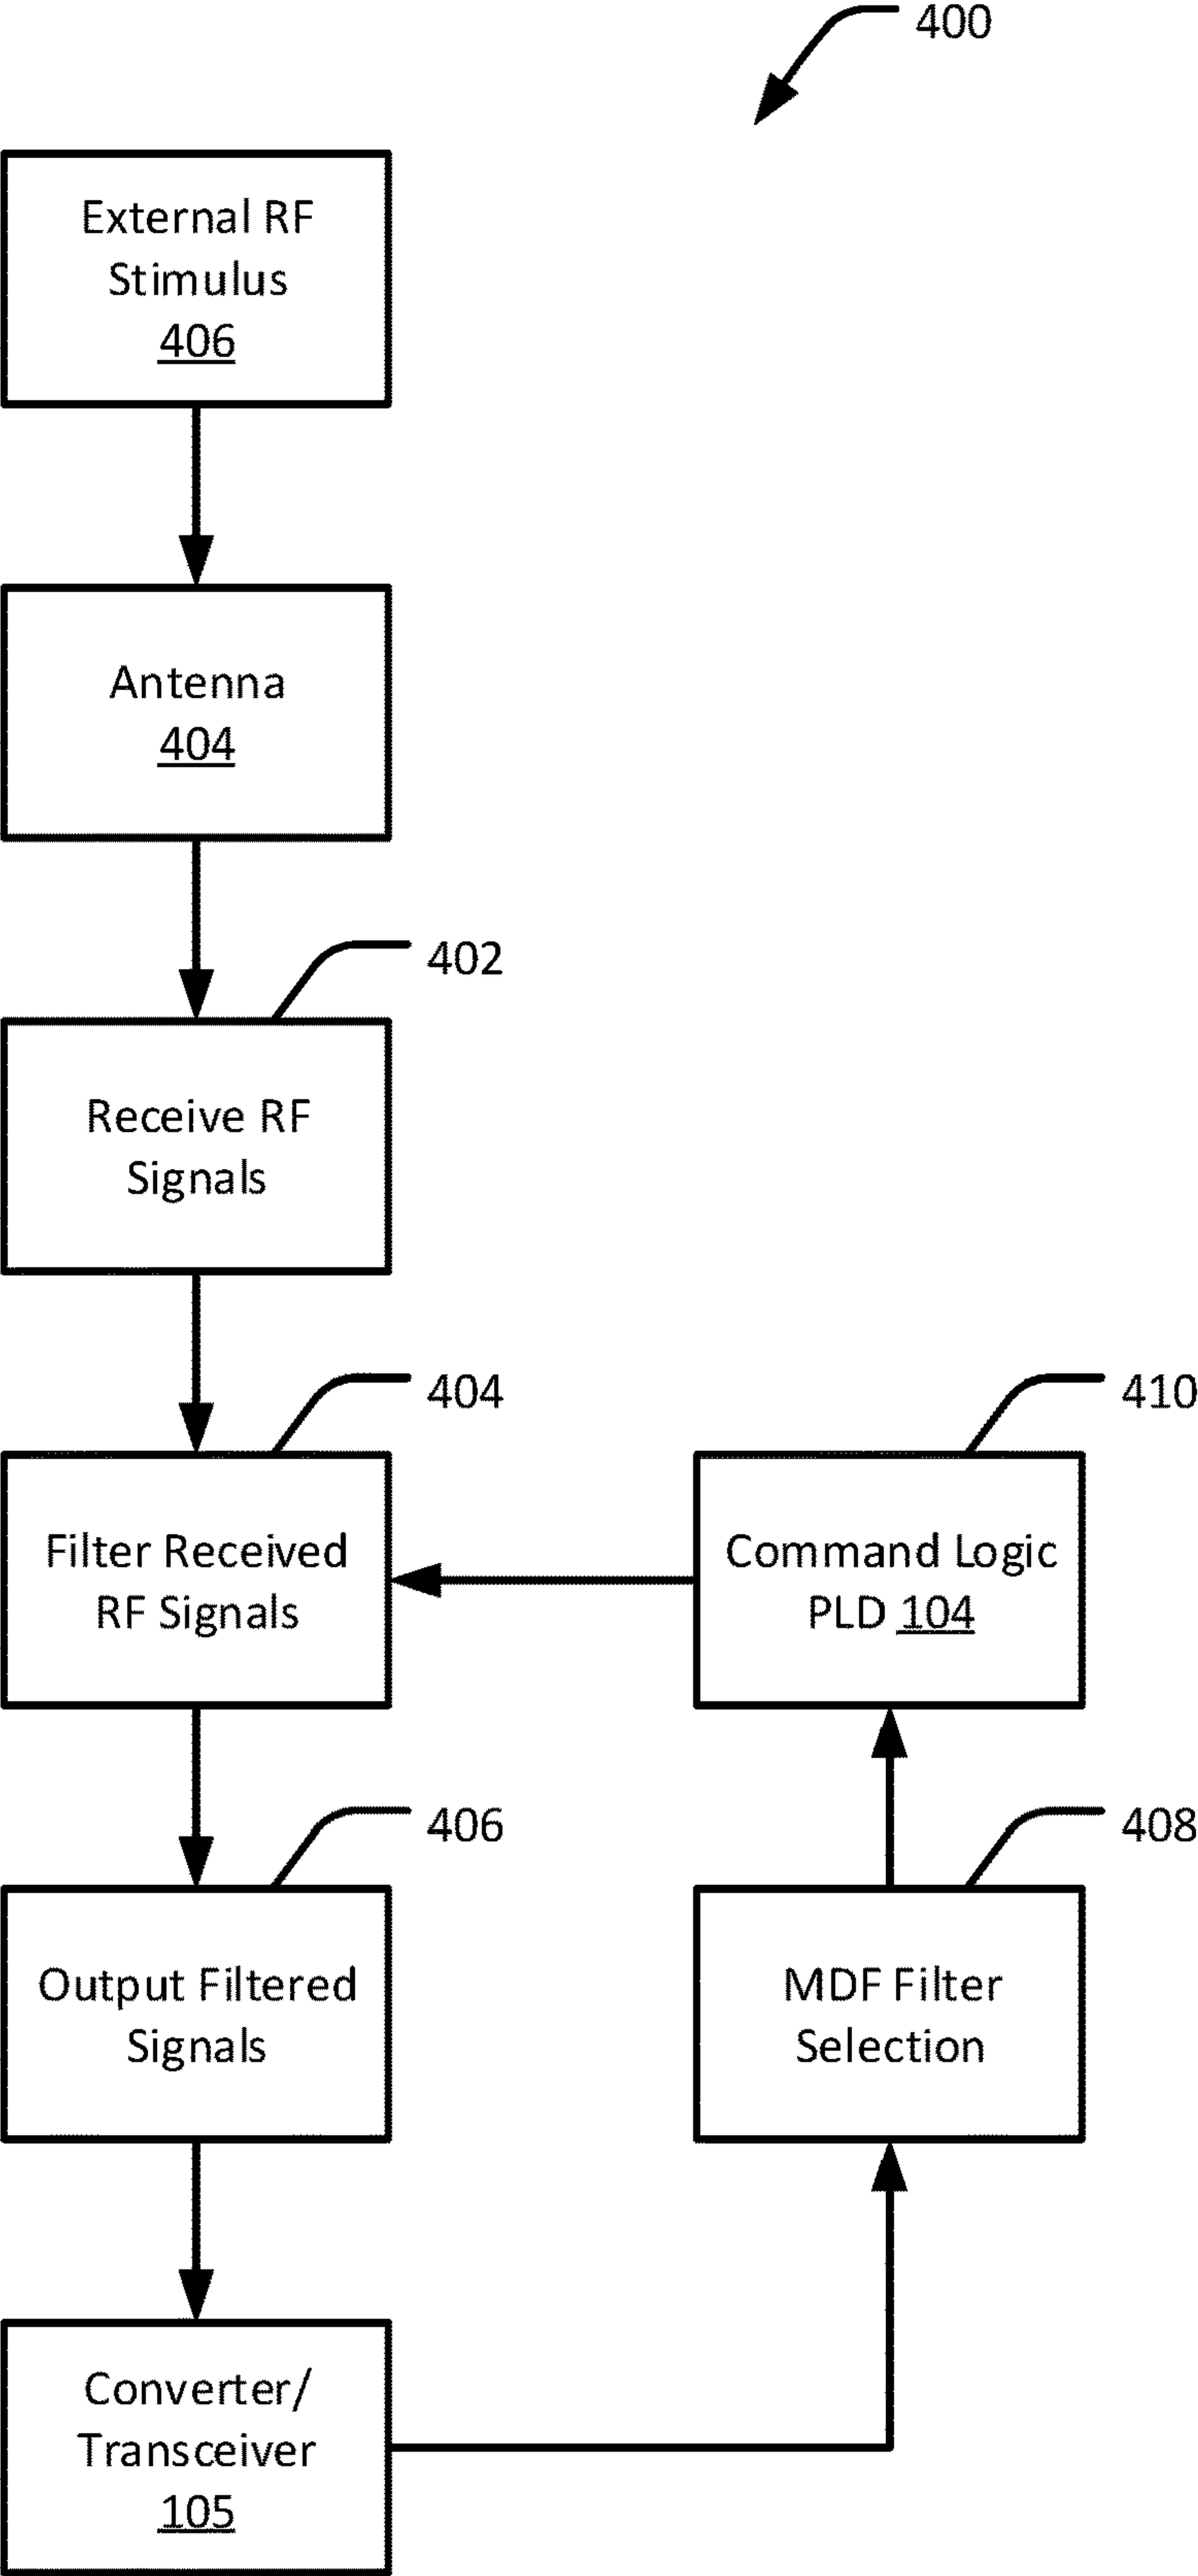 400
External RF
Stimulus
406
Antenna
404
402
Receive RF
Signals
404
Filter Received
RF Signals
410
Command Logic
PLD 104
406
Output Filtered
Signals
408
MDF Filter
Selection
Converter/
Transceiver
105